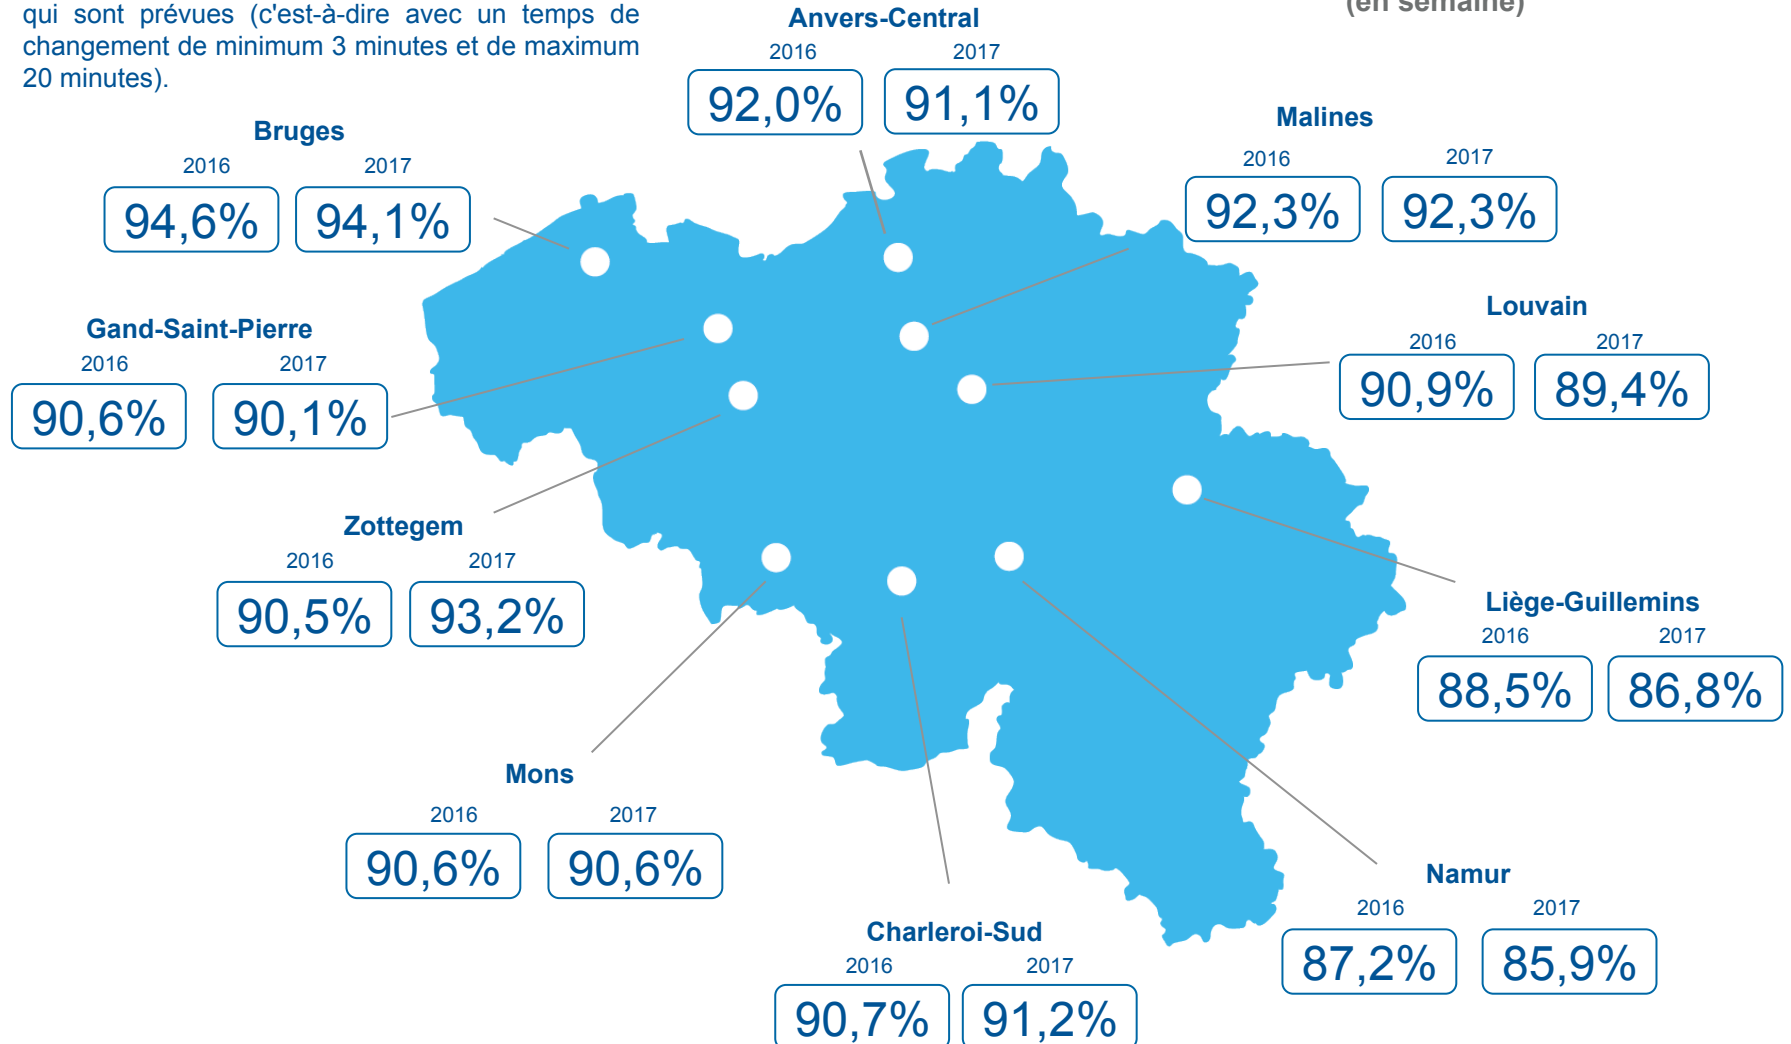 qui sont prévues (c'est-à-dire avec un temps de
changement de minimum 3 minutes et de maximum
20 minutes).
(en semaine)
Anvers-Central
2016 2017
92,0% 91,1%
Bruges
2016 2017
94,6% 94,1%
Malines
2016 2017
92,3% 92,3%
Gand-Saint-Pierre
2016 2017
90,6% 90,1%
Louvain
2016 2017
90,9% 89,4%
Zottegem
2016 2017
90,5% 93,2%
Liège-Guillemins
2016 2017
88,5% 86,8%
Mons
2016 2017
90,6% 90,6%
Namur
2016 2017
87,2% 85,9%
Charleroi-Sud
2016 2017
90,7% 91,2%